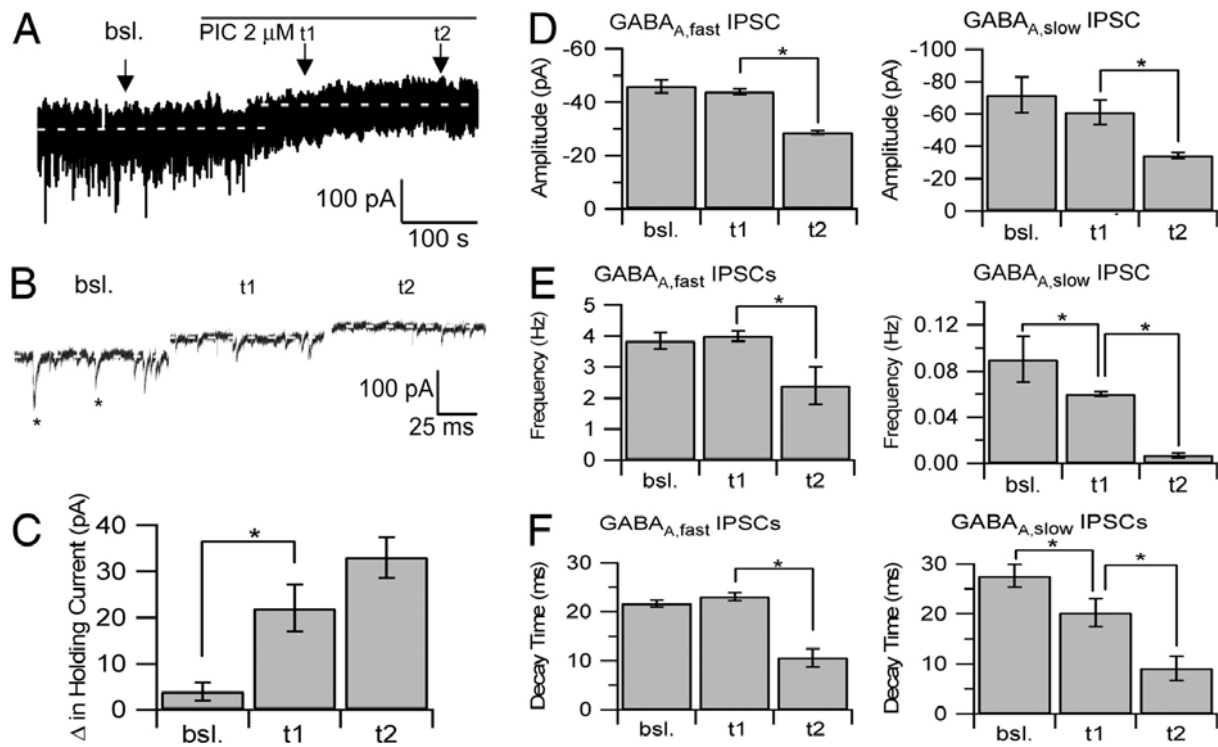 A
bsl.
PIC 2 μM t1
t2
100 pA
100 s
B
bsl.
t1
t2
100 pA
25 ms
*
*
C
Δ in Holding Current (pA)
40
30
20
10
0
*
bsl.
t1
t2
D
GABAA,fast IPSC
Amplitude (pA)
-60
-40
-20
0
*
bsl.
t1
t2
GABAA,slow IPSC
Amplitude (pA)
-100
-80
-60
-40
-20
0
*
bsl.
t1
t2
E
GABAA,fast IPSCs
Frequency (Hz)
5
4
3
2
1
0
*
bsl.
t1
t2
GABAA,slow IPSC
Frequency (Hz)
0.12
0.08
0.04
0.00
*
*
bsl.
t1
t2
F
GABAA,fast IPSCs
Decay Time (ms)
30
20
10
0
*
bsl.
t1
t2
GABAA,slow IPSCs
Decay Time (ms)
30
20
10
0
*
*
bsl.
t1
t2